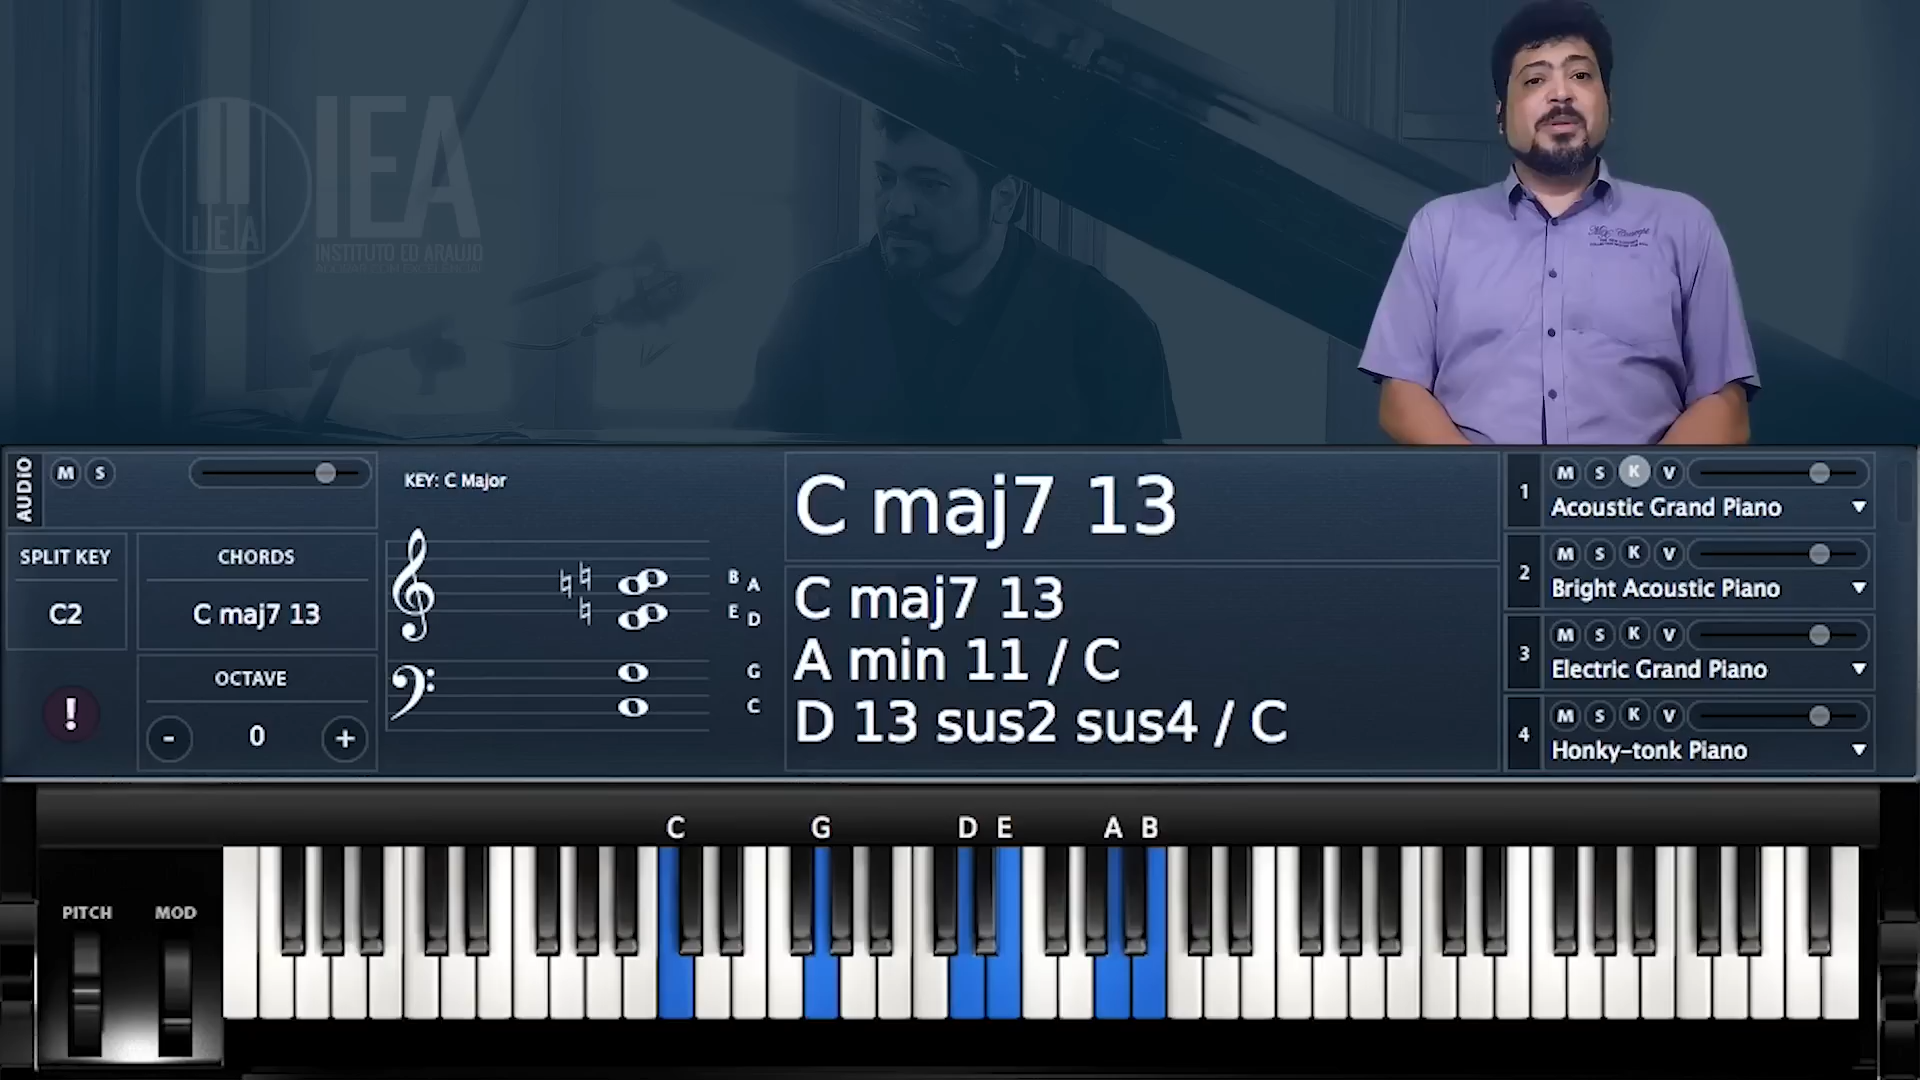 IEA
IEA
INSTITUTO ED ARAUJO
AUDIO
M S
KEY: C Major
SPLIT KEY
C2
CHORDS
C maj7 13
!
OCTAVE
- 0 +
B A
E D
G
C
C maj7 13
C maj7 13
A min 11 / C
D 13 sus2 sus4 / C
1
M S K V
Acoustic Grand Piano
2
M S K V
Bright Acoustic Piano
3
M S K V
Electric Grand Piano
4
M S K V
Honky-tonk Piano
C G D E A B
PITCH MOD